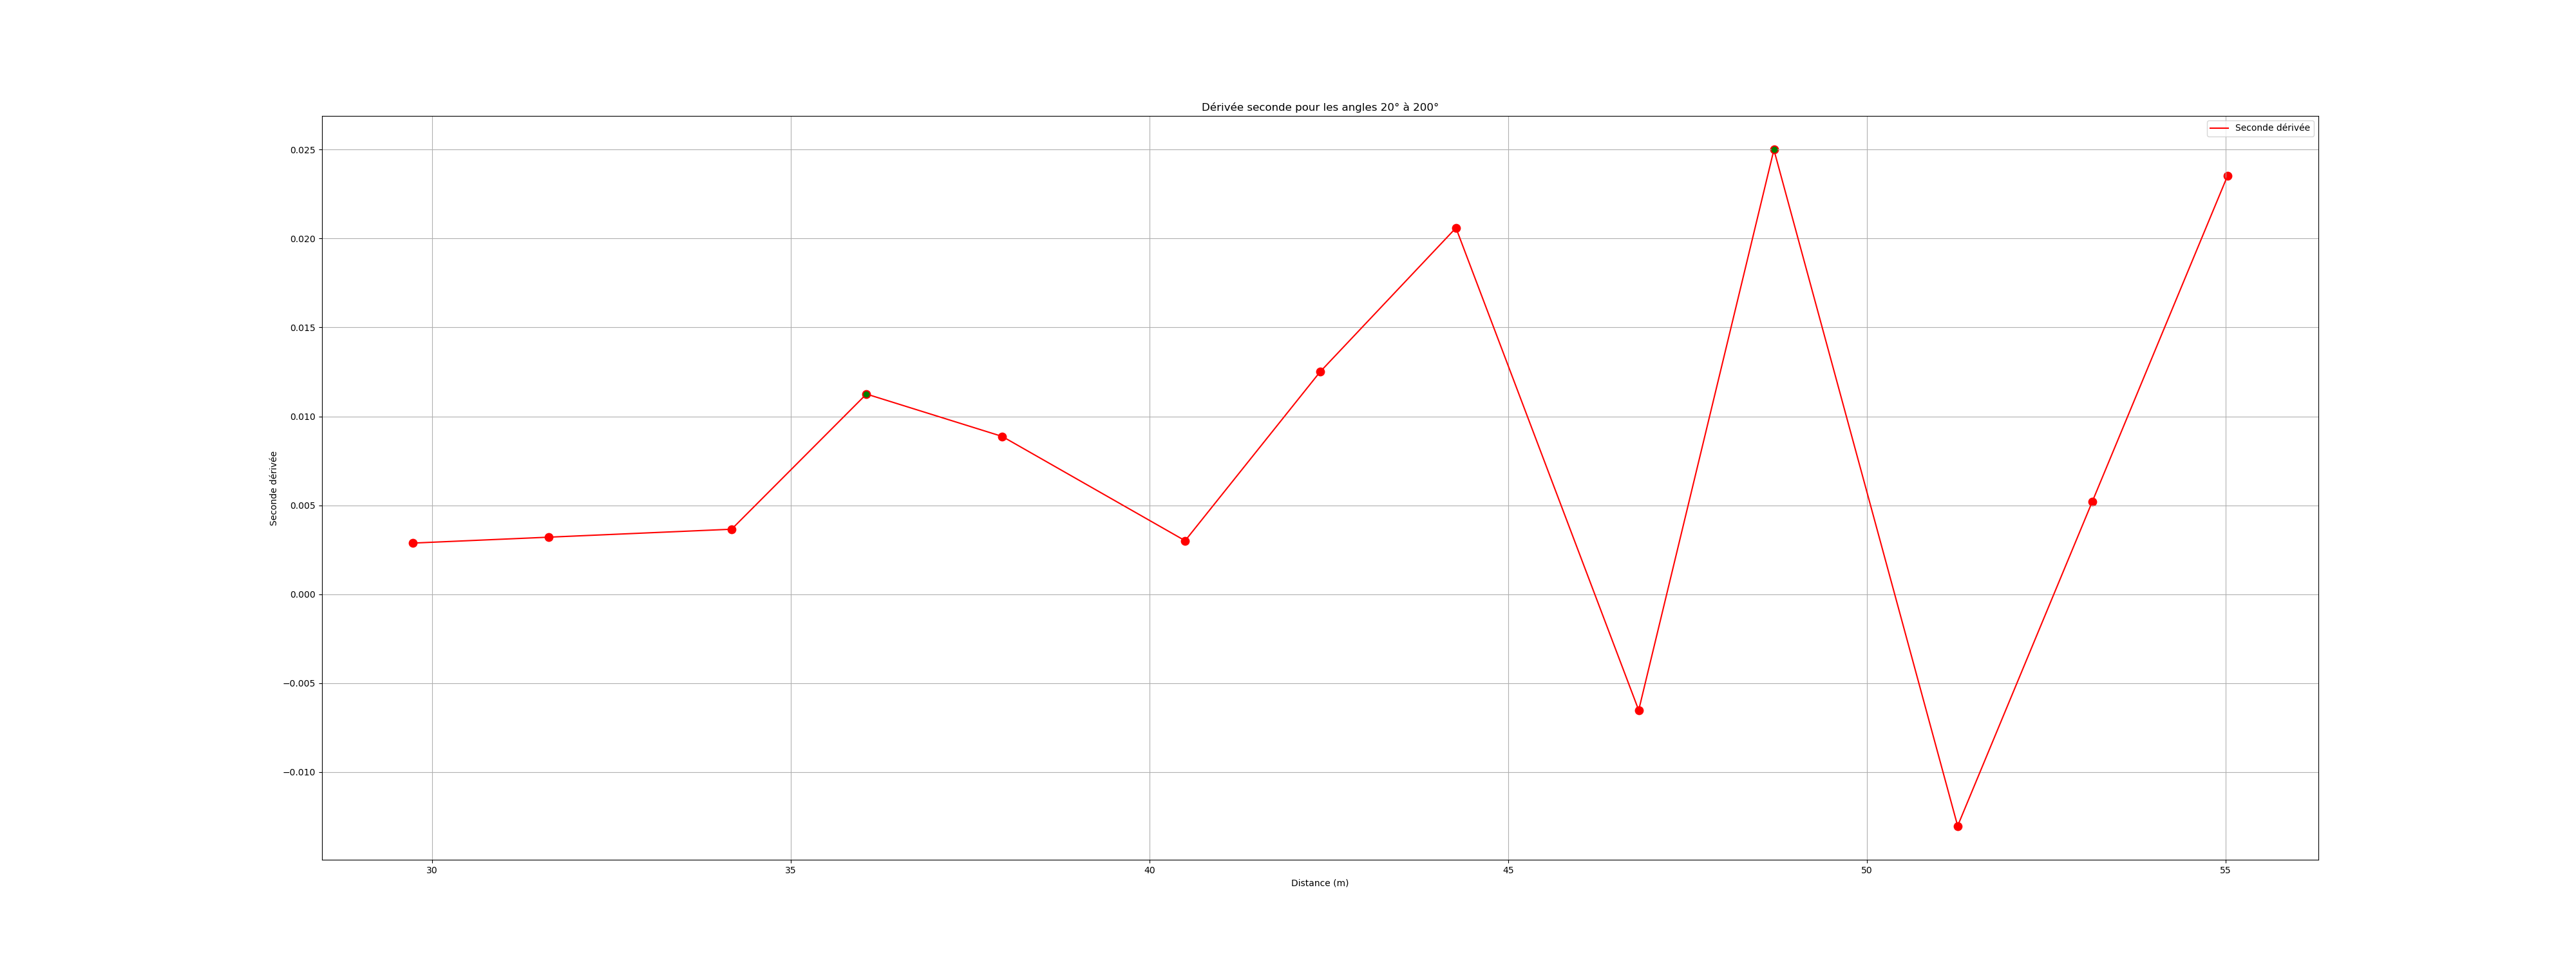 Dérivée seconde pour les angles 20° à 200°
Seconde dérivée
0.025
0.020
0.015
0.010
0.005
0.000
−0.005
−0.010
Seconde dérivée
30 35 40 45 50 55
Distance (m)